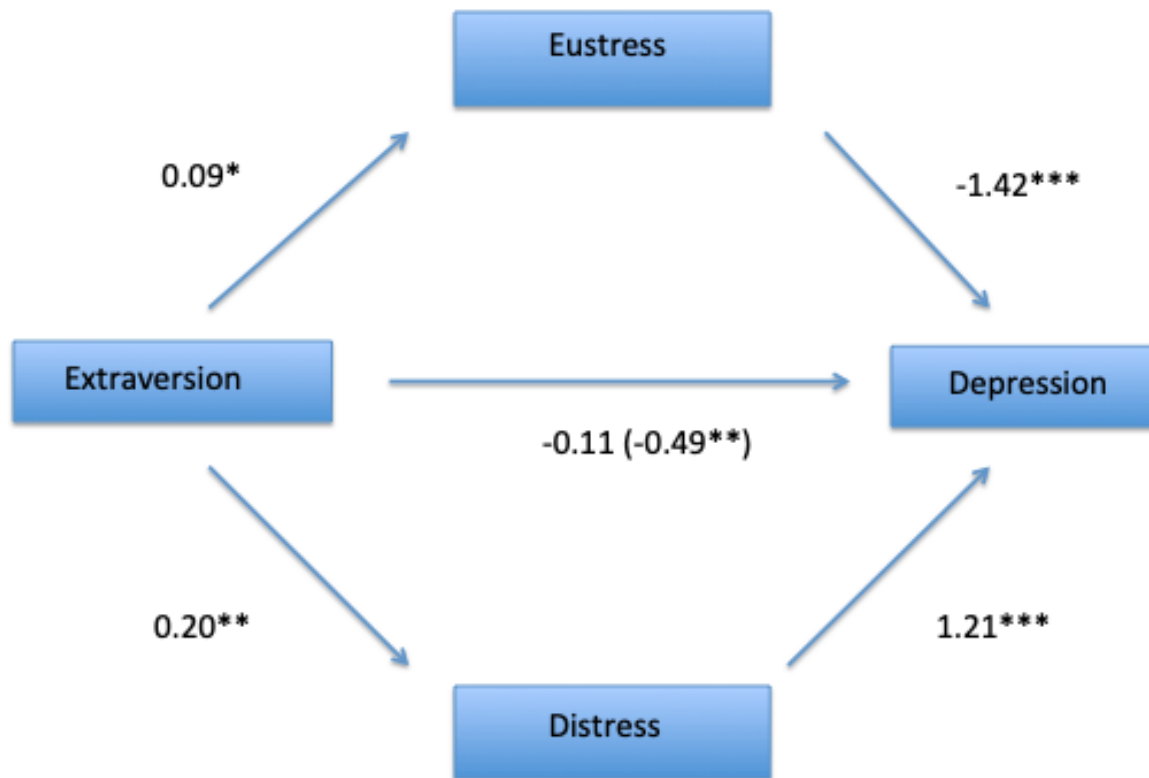 Eustress
0.09*
-1.42***
Extraversion
Depression
-0.11 (-0.49**)
0.20**
1.21***
Distress